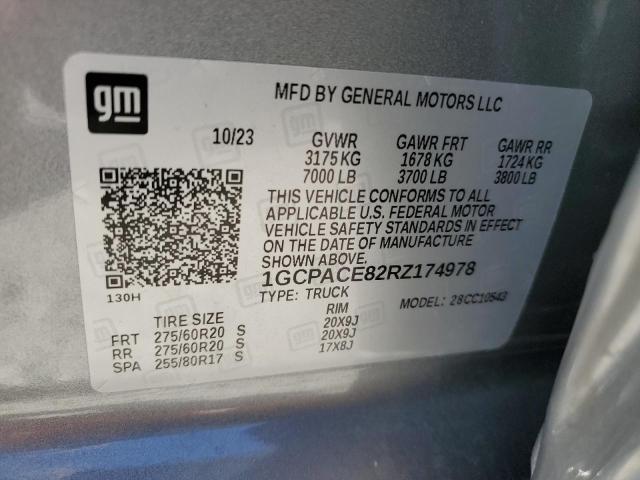 gm
MFD BY GENERAL MOTORS LLC
10/23 GVWR GAWR FRT GAWR RR
3175 KG 1678 KG 1724 KG
7000 LB 3700 LB 3800 LB
THIS VEHICLE CONFORMS TO ALL
APPLICABLE U.S. FEDERAL MOTOR
VEHICLE SAFETY STANDARDS IN EFFECT
ON THE DATE OF MANUFACTURE
SHOWN ABOVE.
1GCPACE82RZ174978
130H
TYPE: TRUCK MODEL: 28CC10543
TIRE SIZE RIM
FRT 275/60R20 S 20X9J
RR 275/60R20 S 20X9J
SPA 255/80R17 S 17X8J